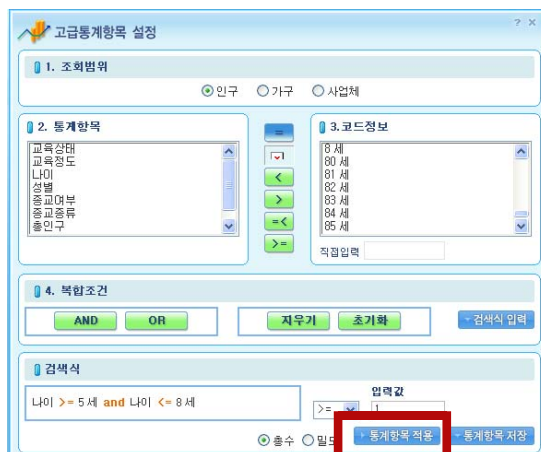 고급통계항목 설정
? ×
1. 조회범위
인구 가구 사업체
2. 통계항목
교육상태
교육정도
나이
성별
종교여부
종교종류
총인구
=
<
>
=<
>=
3.코드정보
8 세
80 세
81 세
82 세
83 세
84 세
85 세
직접입력
4. 복합조건
AND OR 지우기 초기화 검색식 입력
검색식
나이 >= 5 세 and 나이 <= 8 세
입력값
>= 1
총수 밀도 통계항목 적용 통계항목 저장